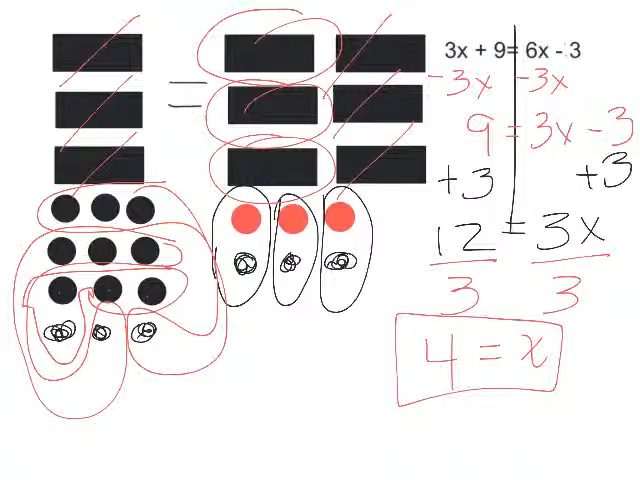 =
3x + 9= 6x - 3
-3x -3x
9 = 3x - 3
+3 +3
12 = 3x
3 3
4 = x